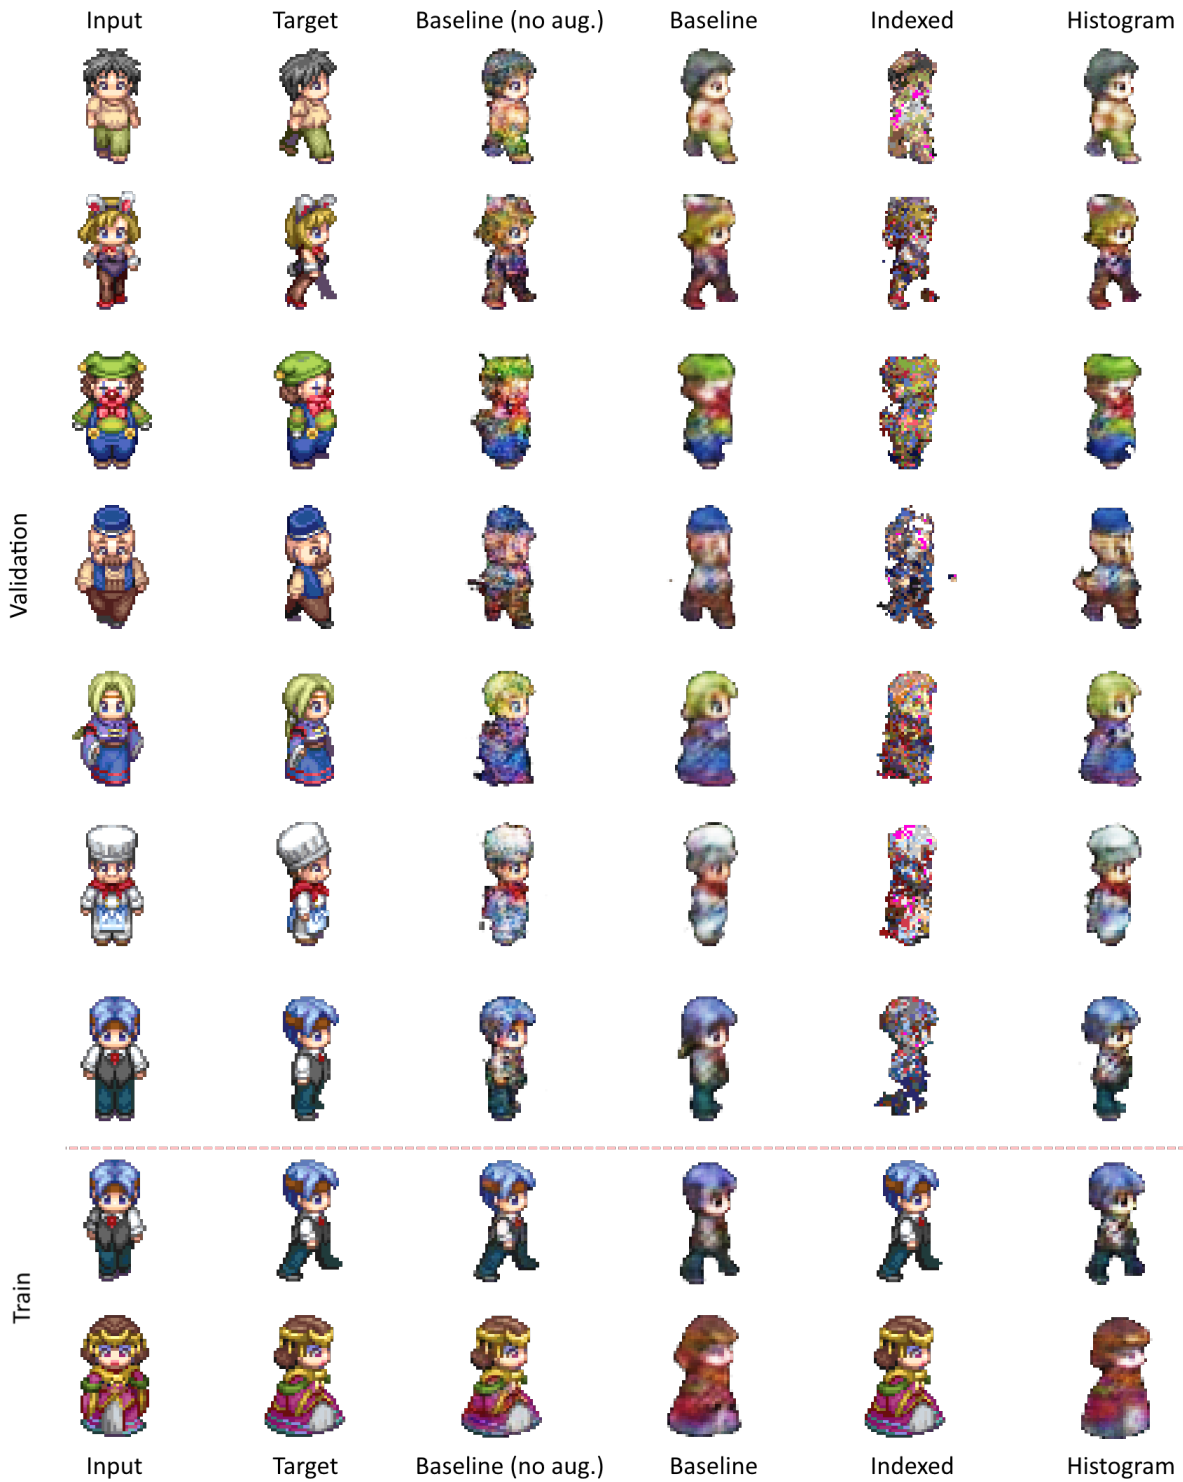 Input Target Baseline (no aug.) Baseline Indexed Histogram
Validation
Train
Input Target Baseline (no aug.) Baseline Indexed Histogram